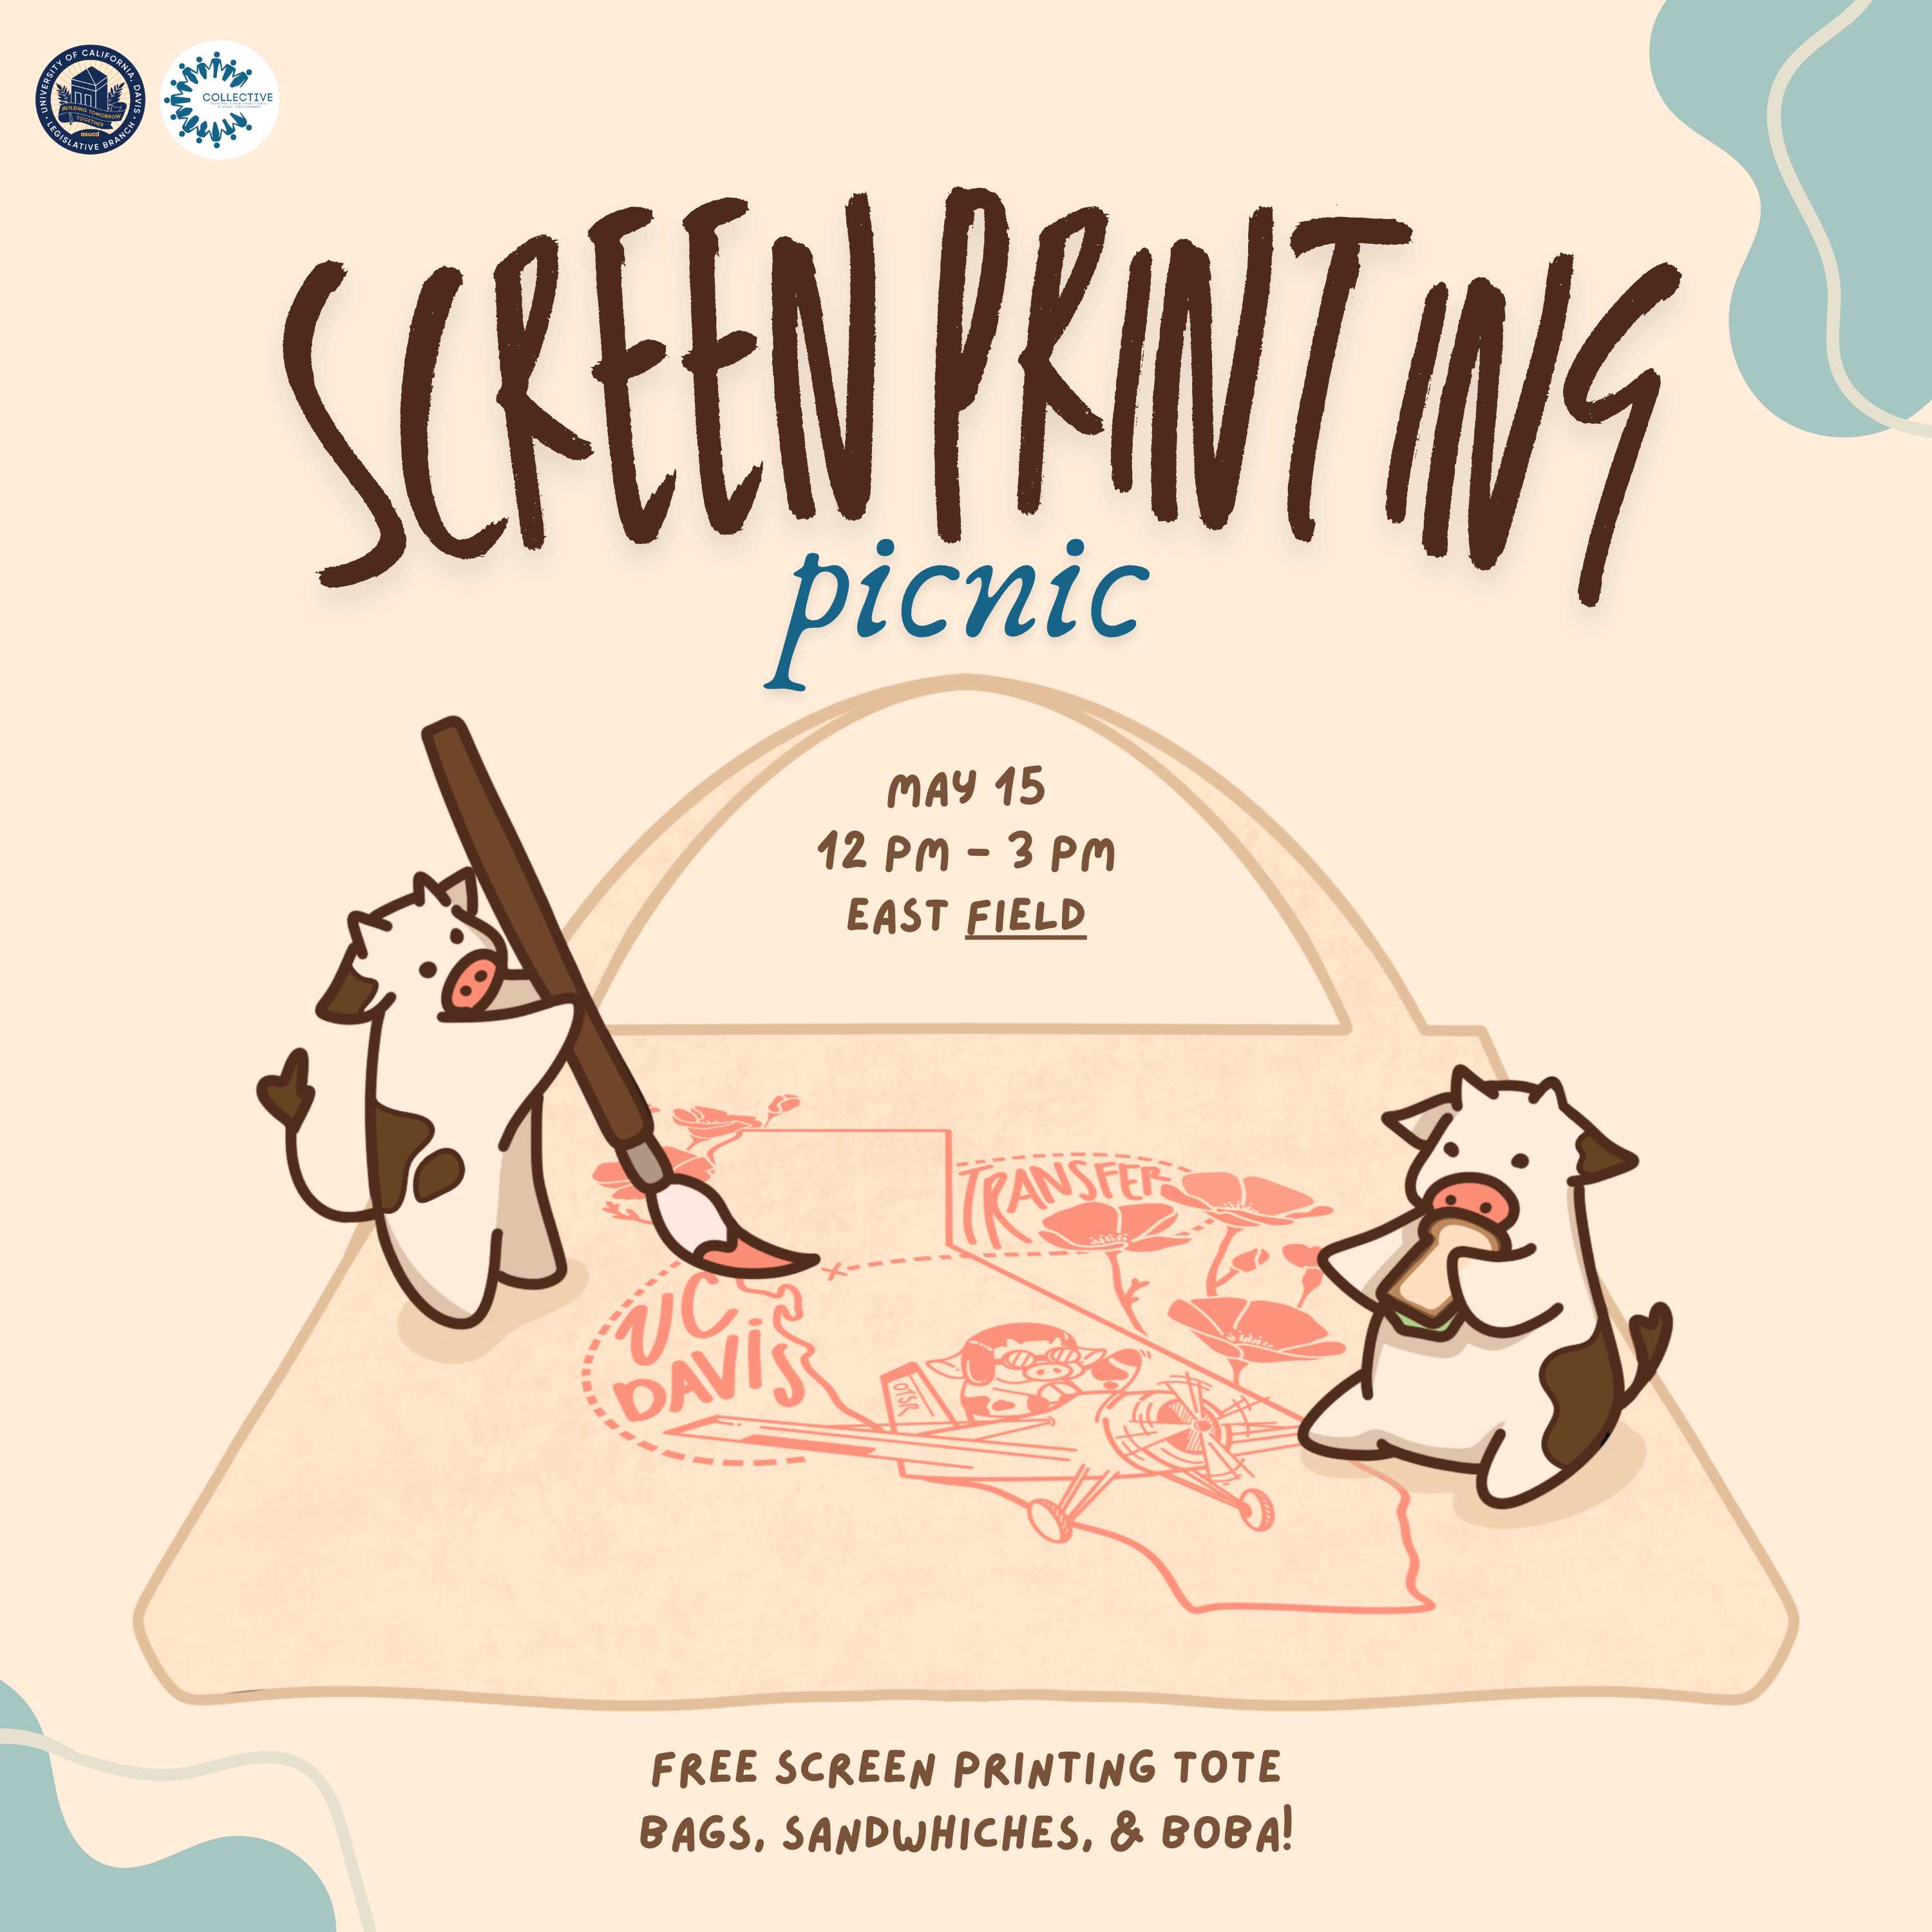 UNIVERSITY OF CALIFORNIA, DAVIS
BUILDING TOMORROW
TOGETHER
asucd
LEGISLATIVE BRANCH
COLLECTIVE
SCREEN PRINTING
picnic
MAY 15
12 PM - 3 PM
EAST FIELD
TRANSFER
UC
DAVIS
OTSR
FREE SCREEN PRINTING TOTE
BAGS, SANDWHICHES, & BOBA!